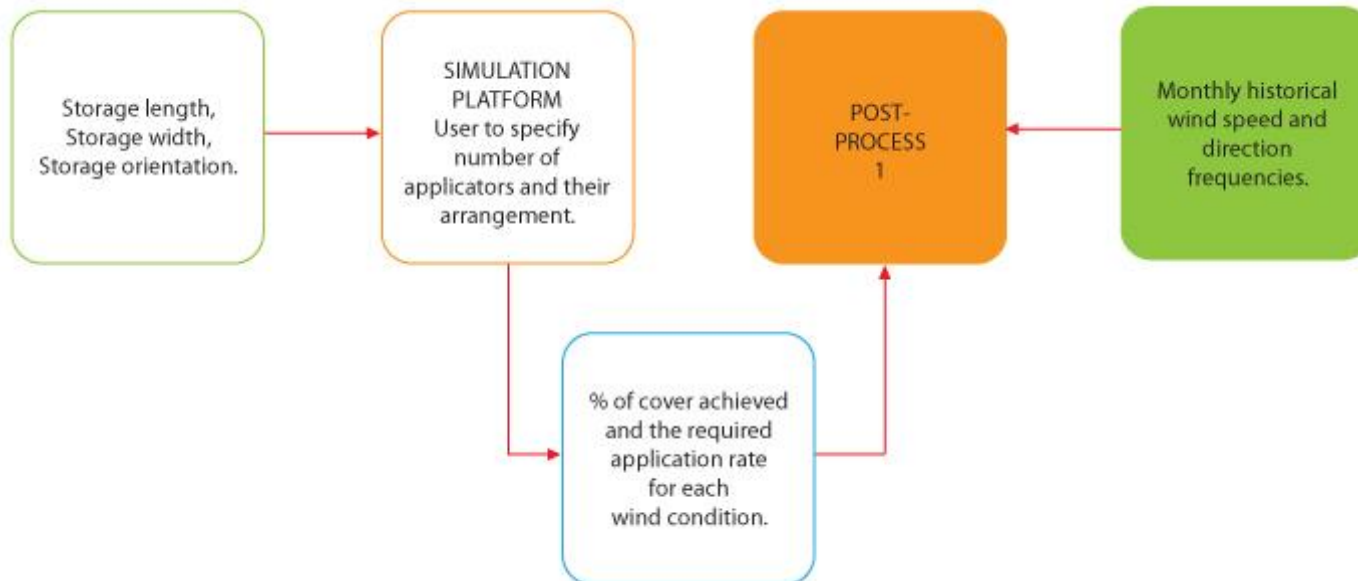 Storage length,
Storage width,
Storage orientation.
SIMULATION
PLATFORM
User to specify
number of
applicators and their
arrangement.
POST-
PROCESS
1
Monthly historical
wind speed and
direction
frequencies.
% of cover achieved
and the required
application rate
for each
wind condition.